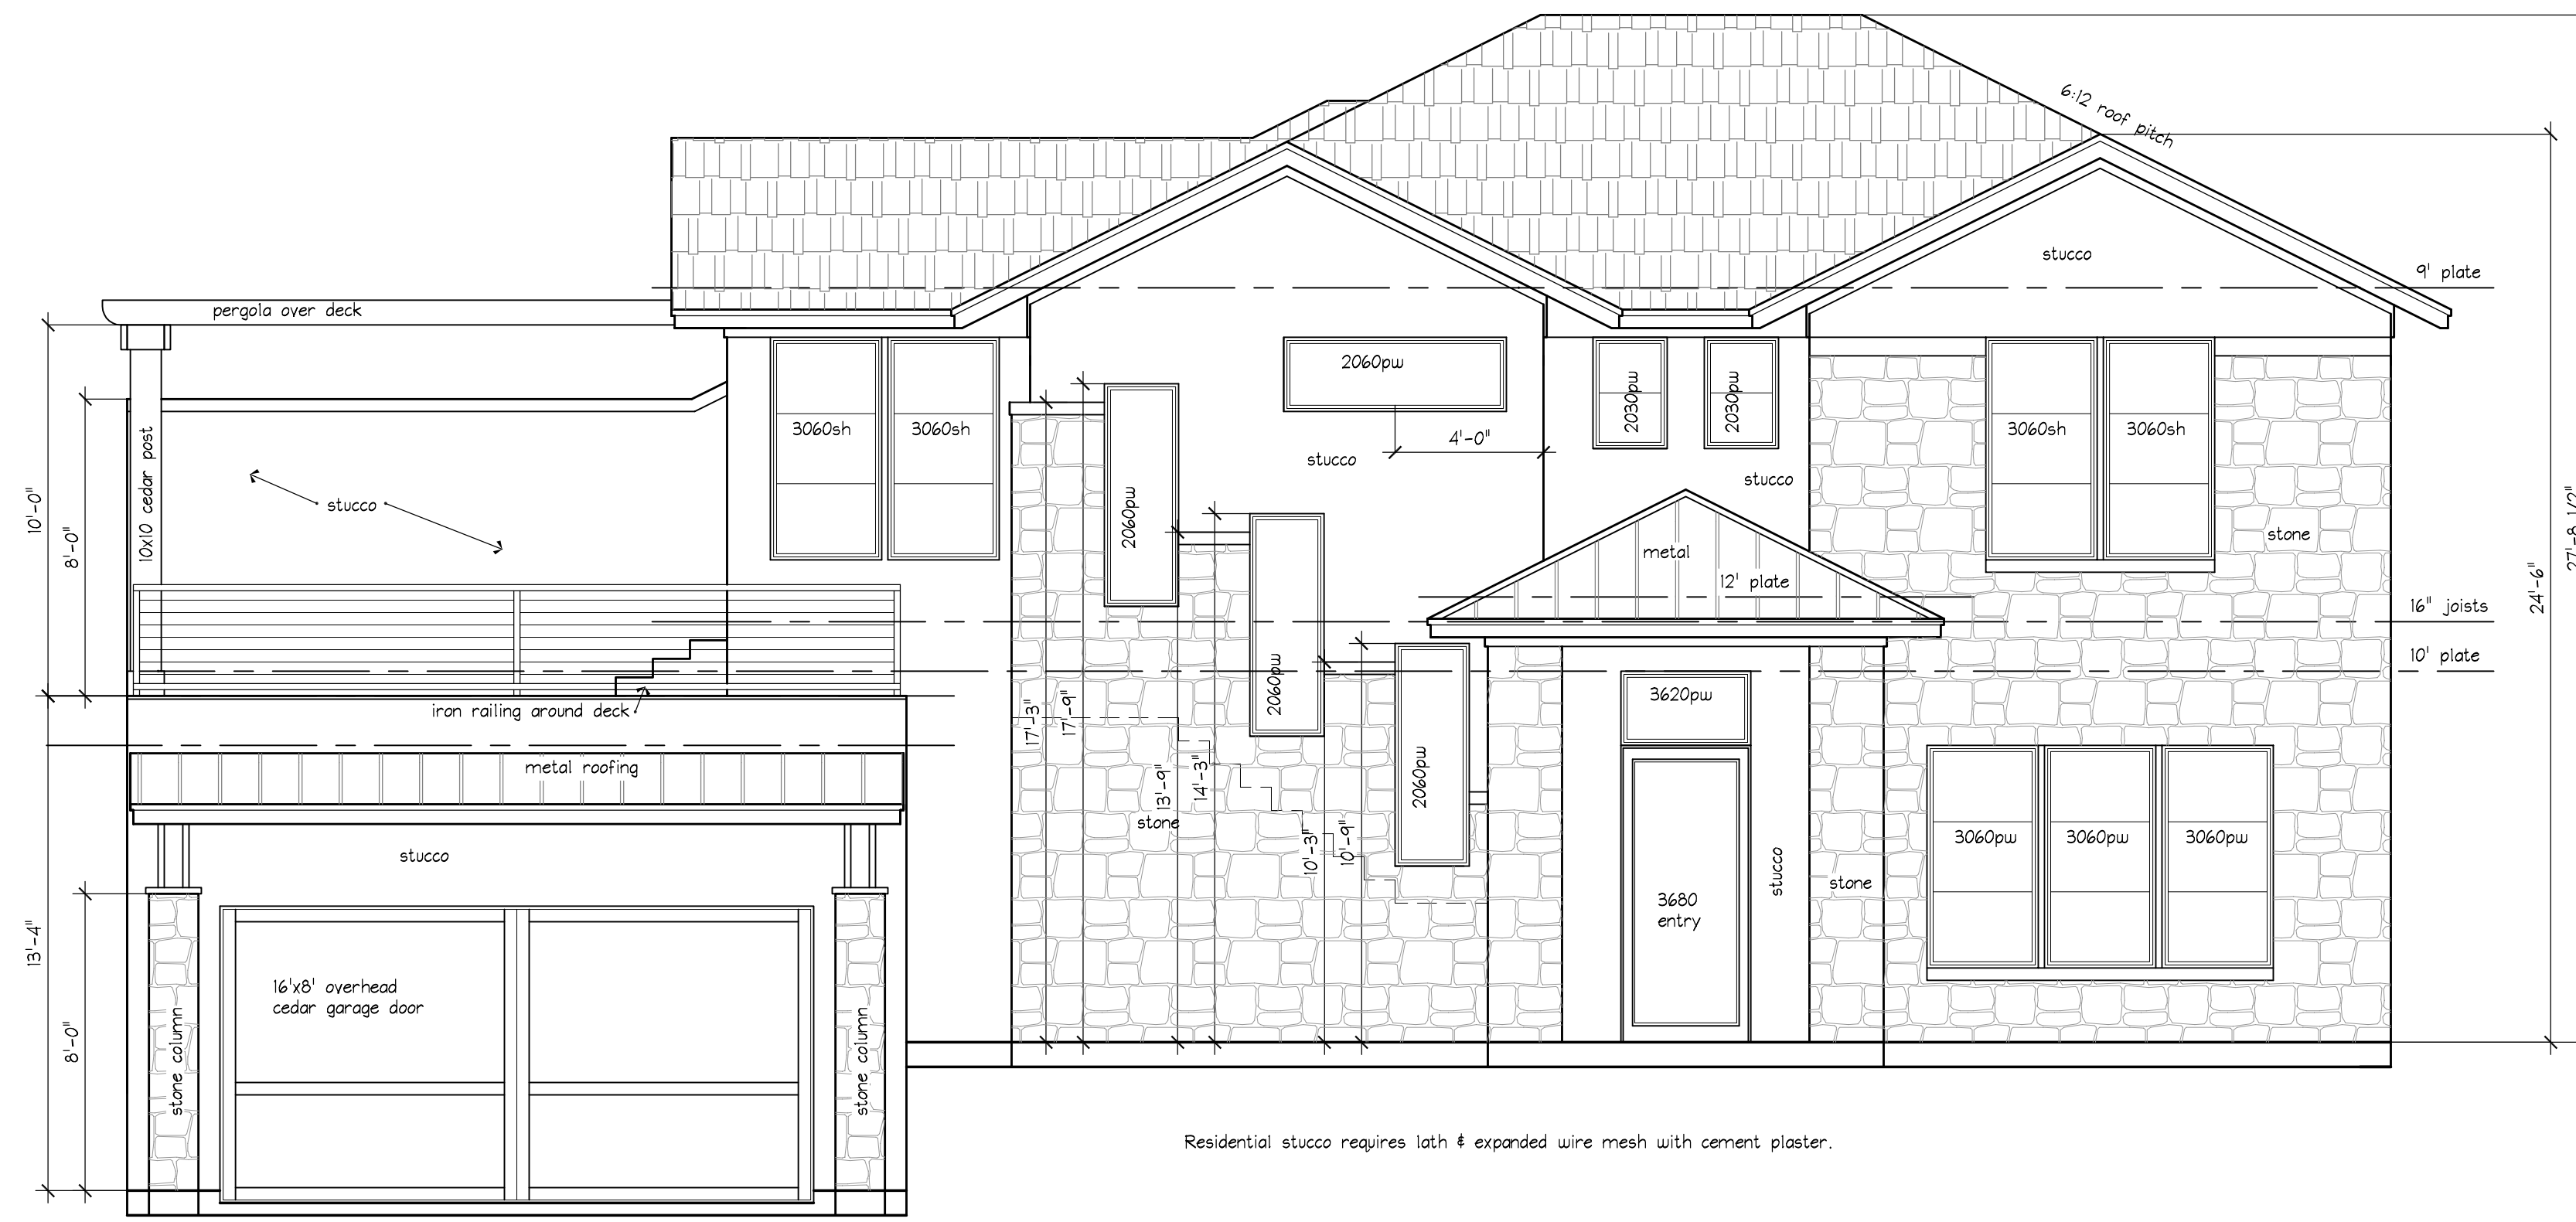 6:12 roof pitch
stucco
9' plate
pergola over deck
2060pw
2030pw
2030pw
3060sh
3060sh
3060sh
3060sh
4'-0"
stucco
stucco
10x10 cedar post
stucco
10'-0"
8'-0"
2060pw
stone
metal
12' plate
24'-6"
27'-8 1/2"
16" joists
10' plate
2060pw
iron railing around deck
3620pw
17'-3"
17'-9"
metal roofing
13'-9"
14'-3"
2060pw
stone
10'-3"
10'-9"
3060pw
3060pw
3060pw
stucco
stucco
stone
3680
entry
13'-4"
8'-0"
16'x8' overhead
cedar garage door
stone column
stone column
Residential stucco requires lath & expanded wire mesh with cement plaster.